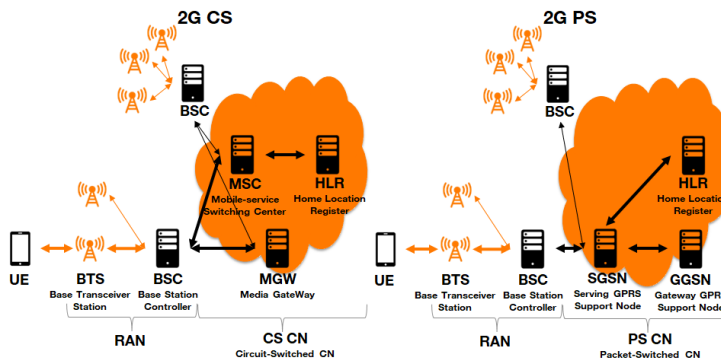 2G CS
BSC
MSC
Mobile-service
Switching Center
HLR
Home Location
Register
UE
BTS
Base Transceiver
Station
BSC
Base Station
Controller
MGW
Media GateWay
RAN
CS CN
Circuit-Switched CN
2G PS
BSC
HLR
Home Location
Register
UE
BTS
Base Transceiver
Station
BSC
Base Station
Controller
SGSN
Serving GPRS
Support Node
GGSN
Gateway GPRS
Support Node
RAN
PS CN
Packet-Switched CN